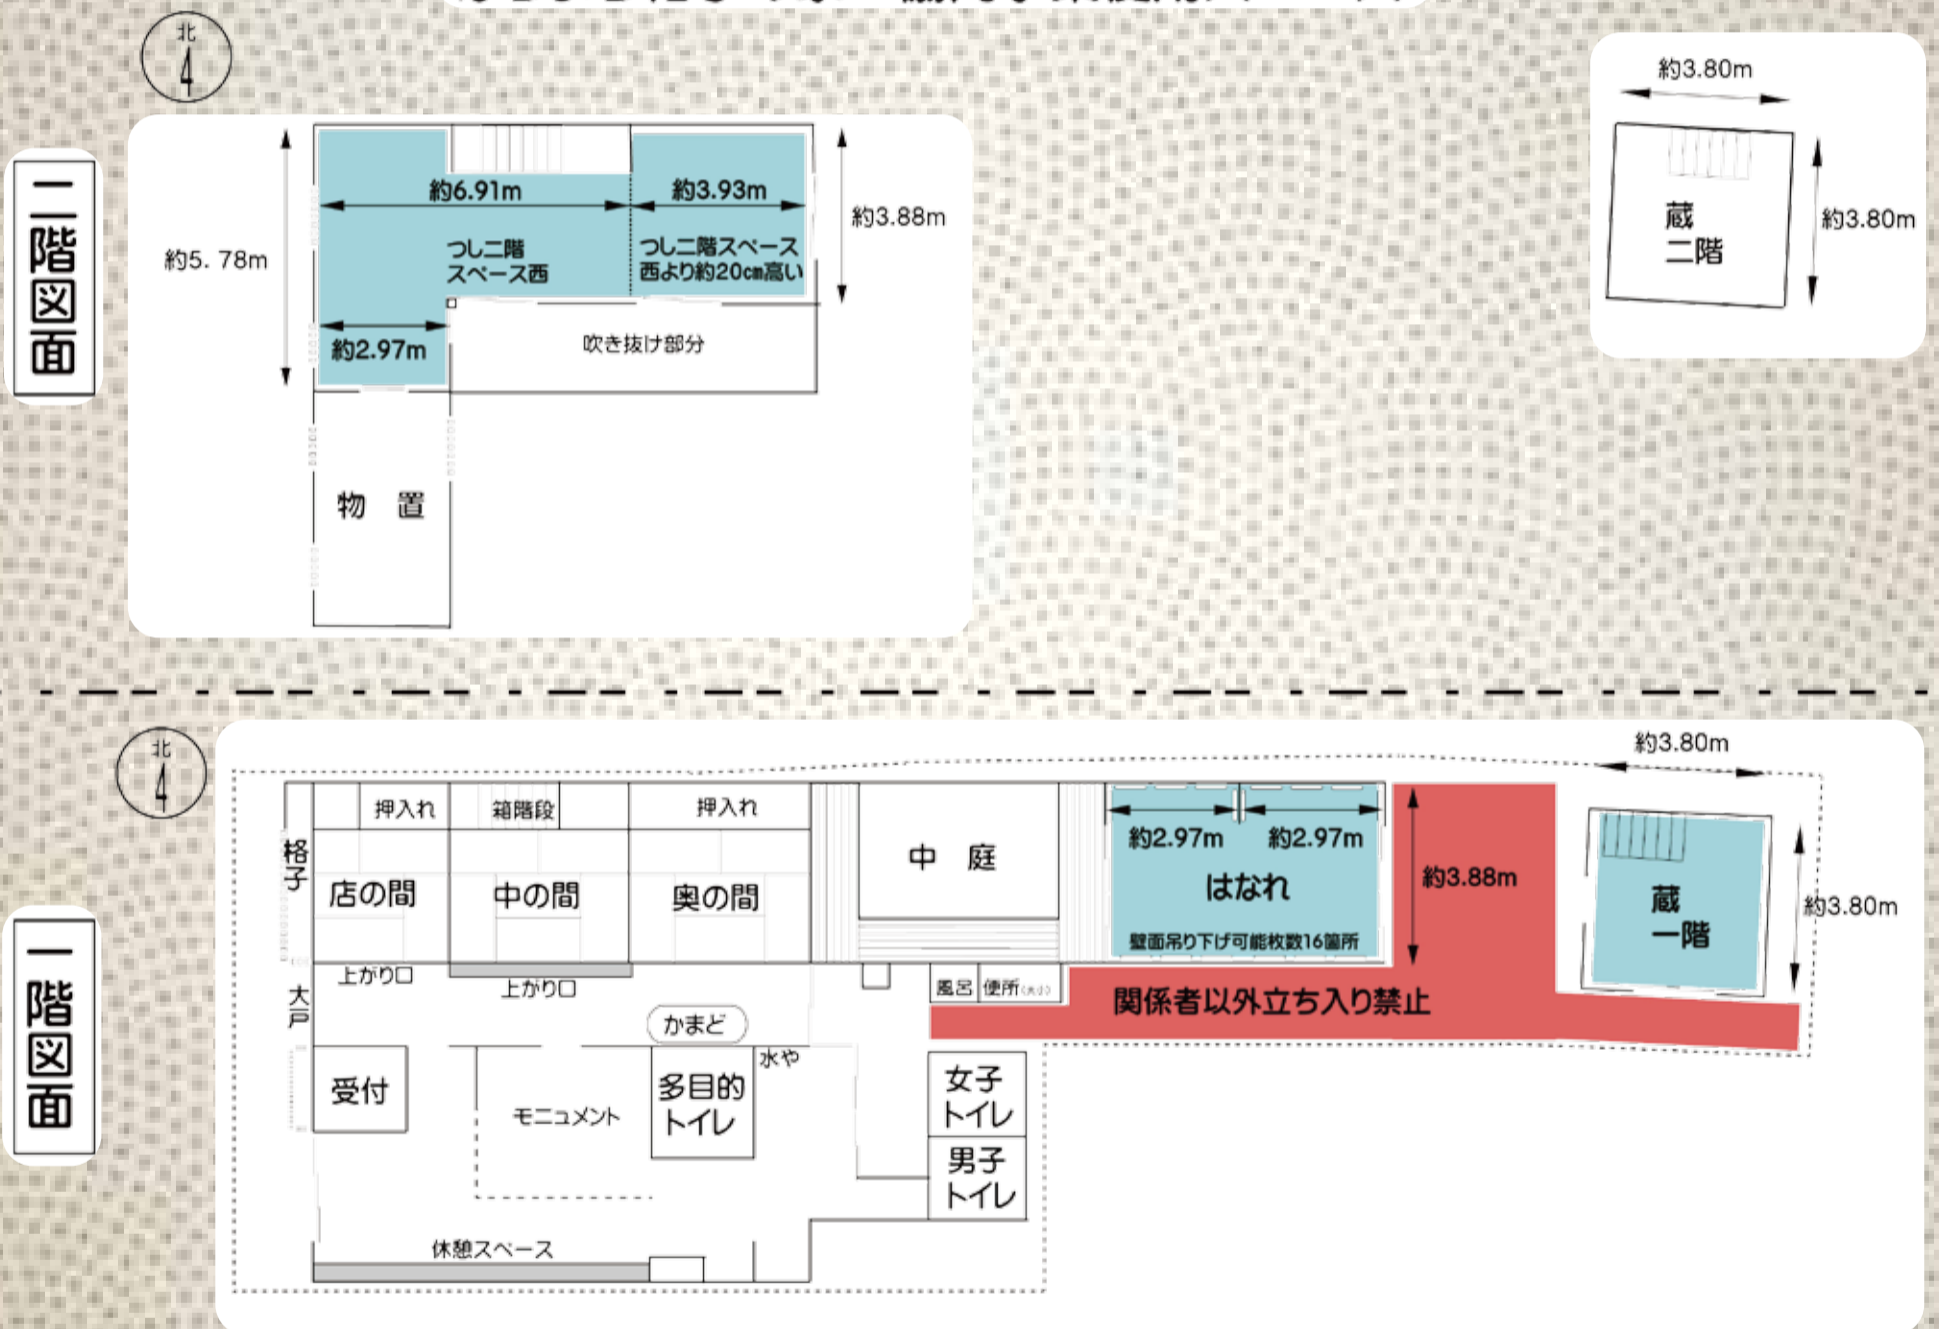 北
二階図面
約5.78m
約6.91m
約3.93m
約3.88m
つし二階
スペース西
つし二階スペース
西より約20㎝高い
約2.97m
吹き抜け部分
物 置
約3.80m
約3.80m
蔵
二階
北
一階図面
格子
押入れ
箱階段
押入れ
店の間
中の間
奥の間
中 庭
約2.97m
約2.97m
はなれ
壁面吊り下げ可能枚数16箇所
約3.88m
約3.80m
約3.80m
蔵
一階
上がり口
上がり口
大戸
かまど
風呂
便所(大小)
関係者以外立ち入り禁止
受付
モニュメント
多目的
トイレ
水や
女子
トイレ
男子
トイレ
休憩スペース